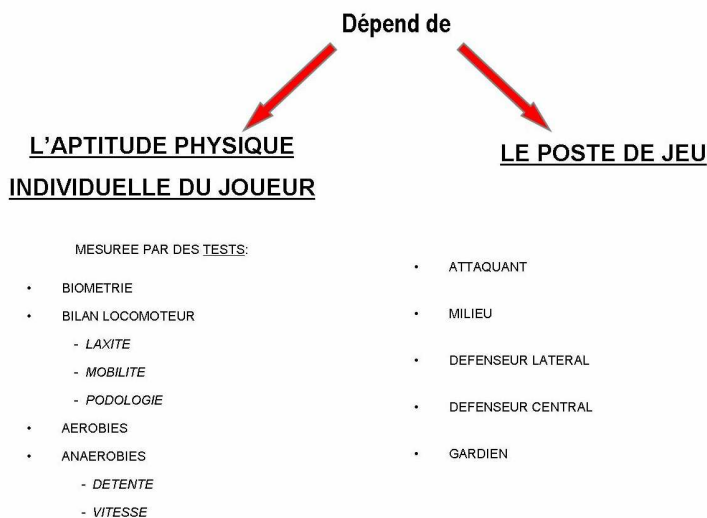 Dépend de
L'APTITUDE PHYSIQUE
INDIVIDUELLE DU JOUEUR
MESUREE PAR DES TESTS:
• BIOMETRIE
• BILAN LOCOMOTEUR
- LAXITE
- MOBILITE
- PODOLOGIE
• AEROBIES
• ANAEROBIES
- DETENTE
- VITESSE
LE POSTE DE JEU
• ATTAQUANT
• MILIEU
• DEFENSEUR LATERAL
• DEFENSEUR CENTRAL
• GARDIEN